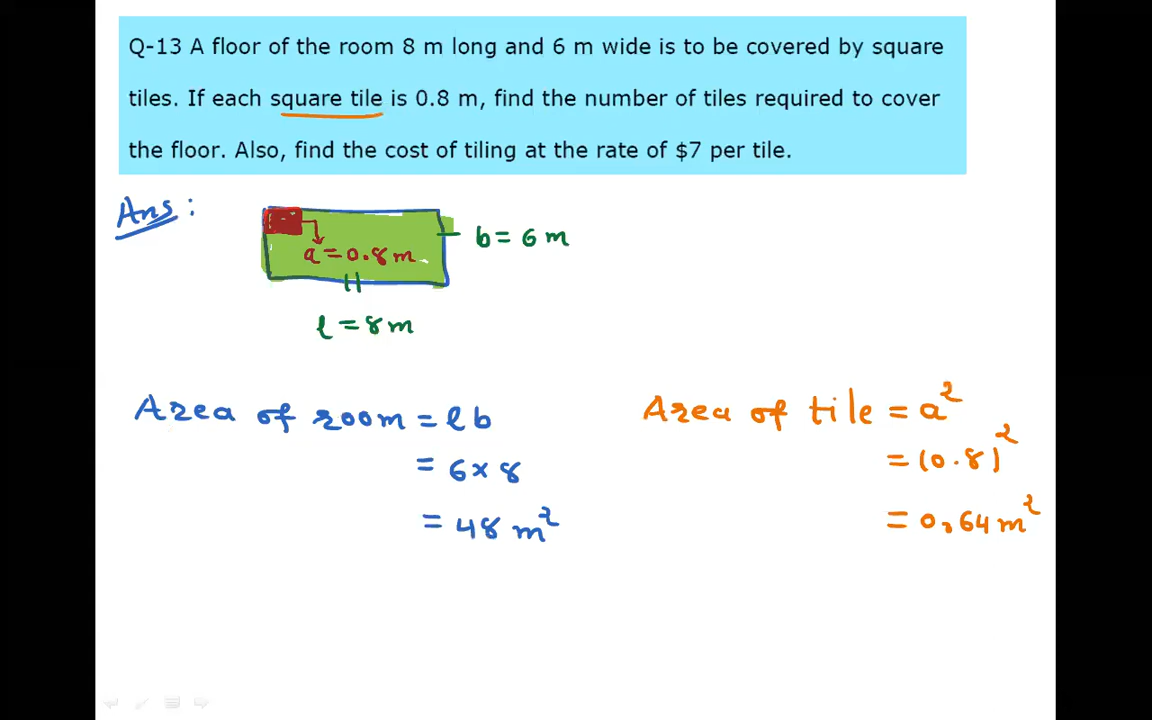 Q-13 A floor of the room 8 m long and 6 m wide is to be covered by square
tiles. If each square tile is 0.8 m, find the number of tiles required to cover
the floor. Also, find the cost of tiling at the rate of $7 per tile.
Ans :
a = 0.8 m
b = 6 m
l = 8 m
Area of room = l b
= 6 × 8
= 48 m²
Area of tile = a²
= (0.8)²
= 0.64 m²